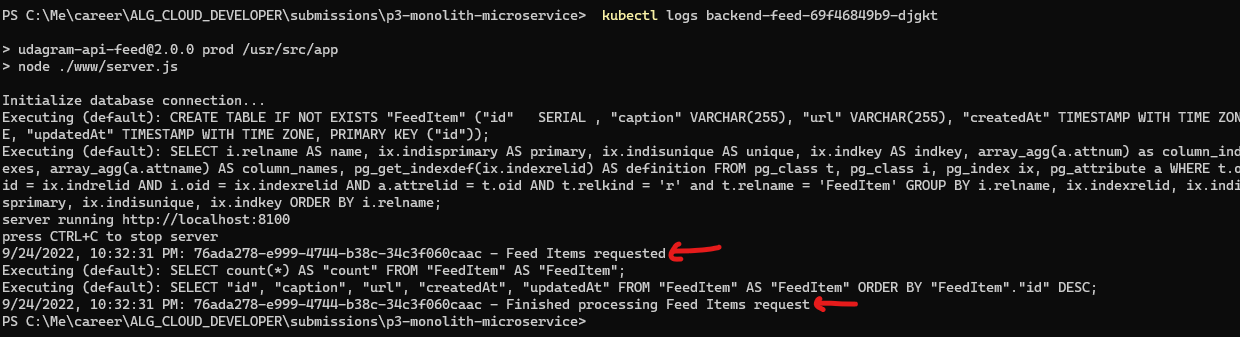 PS C:\Me\career\ALG_CLOUD_DEVELOPER\submissions\p3-monolith-microservice>  kubectl logs backend-feed-69f46849b9-djgkt
> udagram-api-feed@2.0.0 prod /usr/src/app
> node ./www/server.js
Initialize database connection...
Executing (default): CREATE TABLE IF NOT EXISTS "FeedItem" ("id"   SERIAL , "caption" VARCHAR(255), "url" VARCHAR(255), "createdAt" TIMESTAMP WITH TIME ZON
E, "updatedAt" TIMESTAMP WITH TIME ZONE, PRIMARY KEY ("id"));
Executing (default): SELECT i.relname AS name, ix.indisprimary AS primary, ix.indisunique AS unique, ix.indkey AS indkey, array_agg(a.attnum) as column_ind
exes, array_agg(a.attname) AS column_names, pg_get_indexdef(ix.indexrelid) AS definition FROM pg_class t, pg_class i, pg_index ix, pg_attribute a WHERE t.o
id = ix.indrelid AND i.oid = ix.indexrelid AND a.attrelid = t.oid AND t.relkind = 'r' and t.relname = 'FeedItem' GROUP BY i.relname, ix.indexrelid, ix.indi
sprimary, ix.indisunique, ix.indkey ORDER BY i.relname;
server running http://localhost:8100
press CTRL+C to stop server
9/24/2022, 10:32:31 PM: 76ada278-e999-4744-b38c-34c3f060caac - Feed Items requested
Executing (default): SELECT count(*) AS "count" FROM "FeedItem" AS "FeedItem";
Executing (default): SELECT "id", "caption", "url", "createdAt", "updatedAt" FROM "FeedItem" AS "FeedItem" ORDER BY "FeedItem"."id" DESC;
9/24/2022, 10:32:31 PM: 76ada278-e999-4744-b38c-34c3f060caac - Finished processing Feed Items request
PS C:\Me\career\ALG_CLOUD_DEVELOPER\submissions\p3-monolith-microservice>